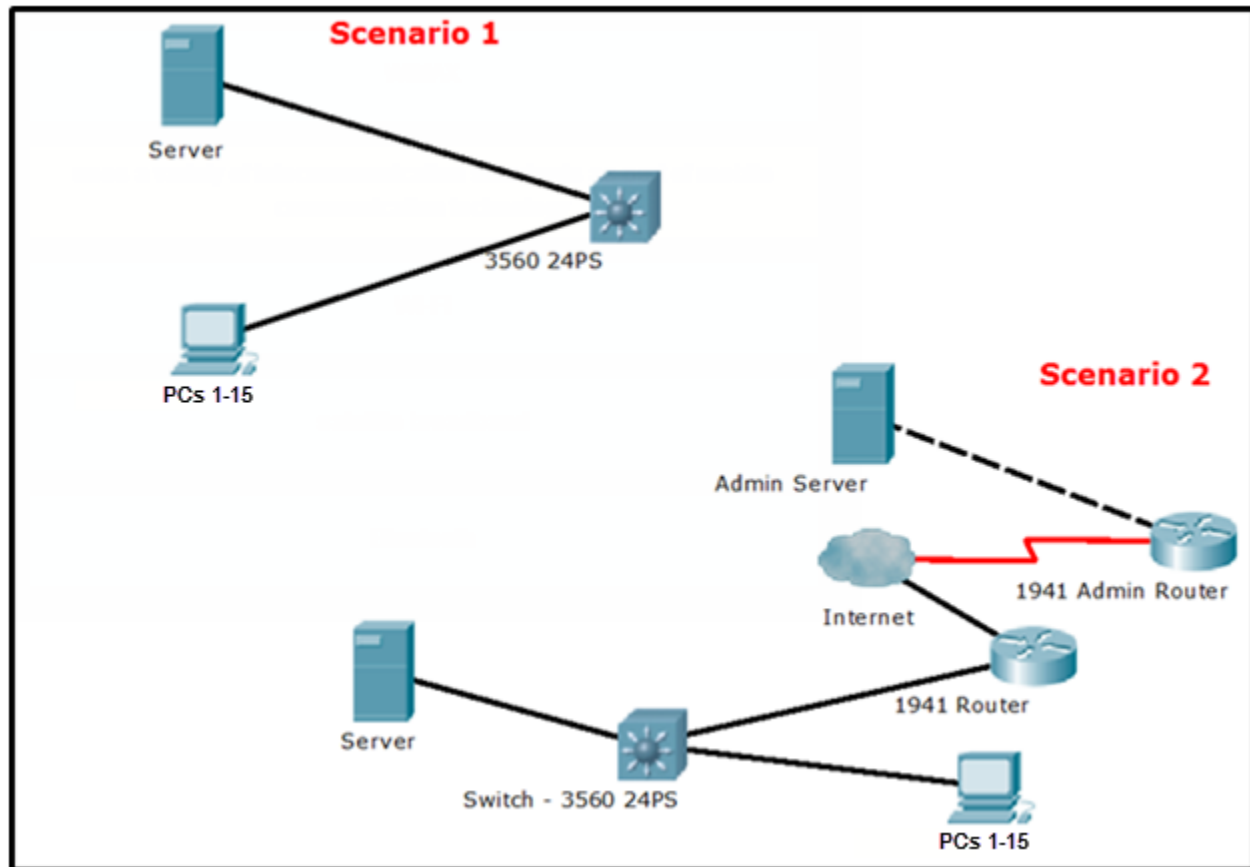 Scenario 1
Server
3560 24PS
PCs 1-15
Scenario 2
Admin Server
1941 Admin Router
Internet
1941 Router
Server
Switch - 3560 24PS
PCs 1-15